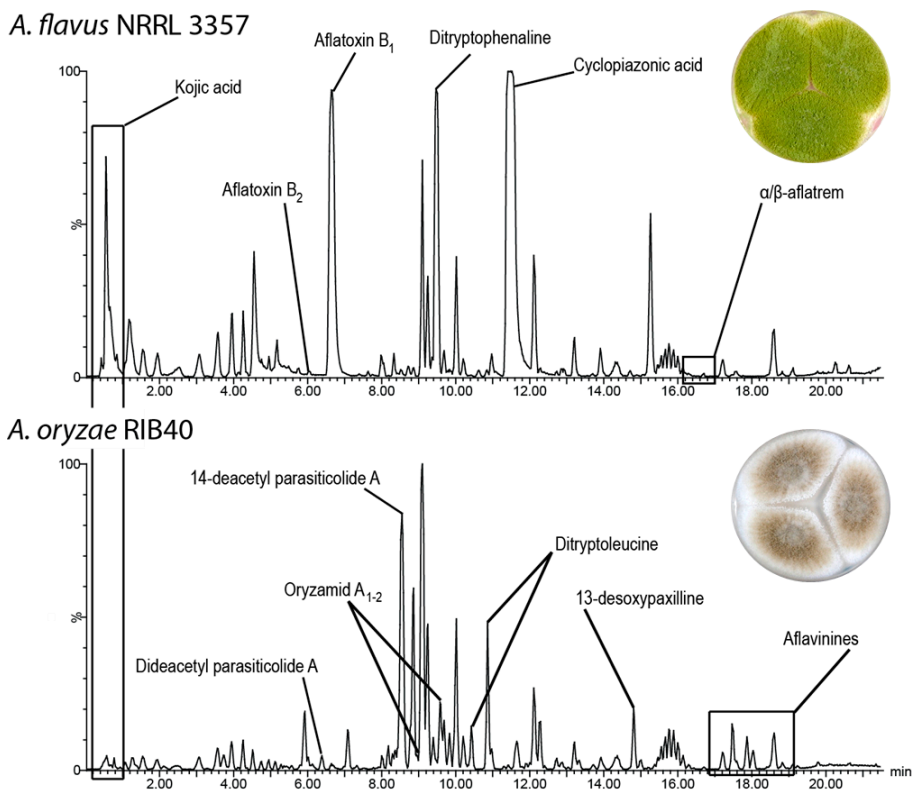 A. flavus NRRL 3357
Aflatoxin B1
Ditryptophenaline
Cyclopiazonic acid
Kojic acid
100
Aflatoxin B2
α/β-aflatrem
%
0
2.00 4.00 6.00 8.00 10.00 12.00 14.00 16.00 18.00 20.00
A. oryzae RIB40
100
14-deacetyl parasiticolide A
Ditryptoleucine
Oryzamid A1-2
13-desoxypaxilline
%
Aflavinines
Dideacetyl parasiticolide A
0
min
2.00 4.00 6.00 8.00 10.00 12.00 14.00 16.00 18.00 20.00